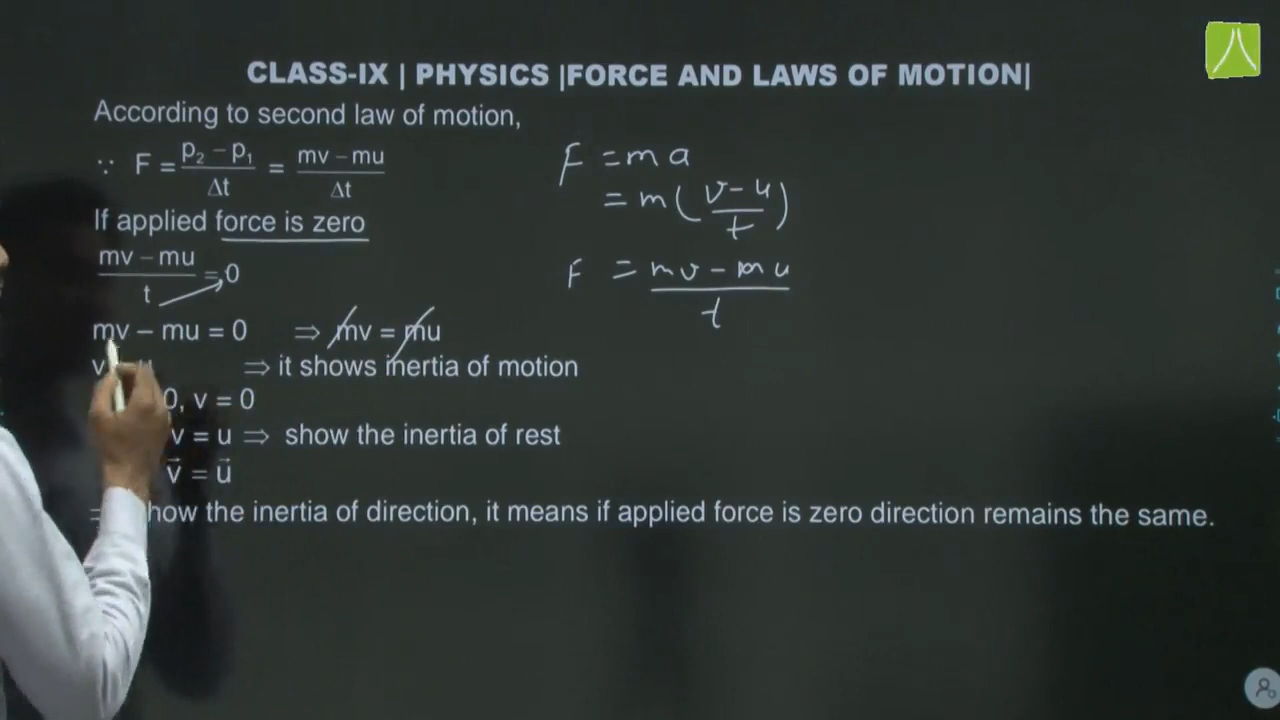 CLASS-IX | PHYSICS |FORCE AND LAWS OF MOTION|
According to second law of motion,
∵ F = p₂ − p₁ / Δt = mv − mu / Δt
If applied force is zero
mv − mu / t = 0
mv − mu = 0 ⇒ mv = mu
v ⇒ it shows inertia of motion
0, v = 0
v = u ⇒ show the inertia of rest
v⃗ = u⃗
how the inertia of direction, it means if applied force is zero direction remains the same.
F = ma
= m ( v − u / t )
F = mv − mu / t